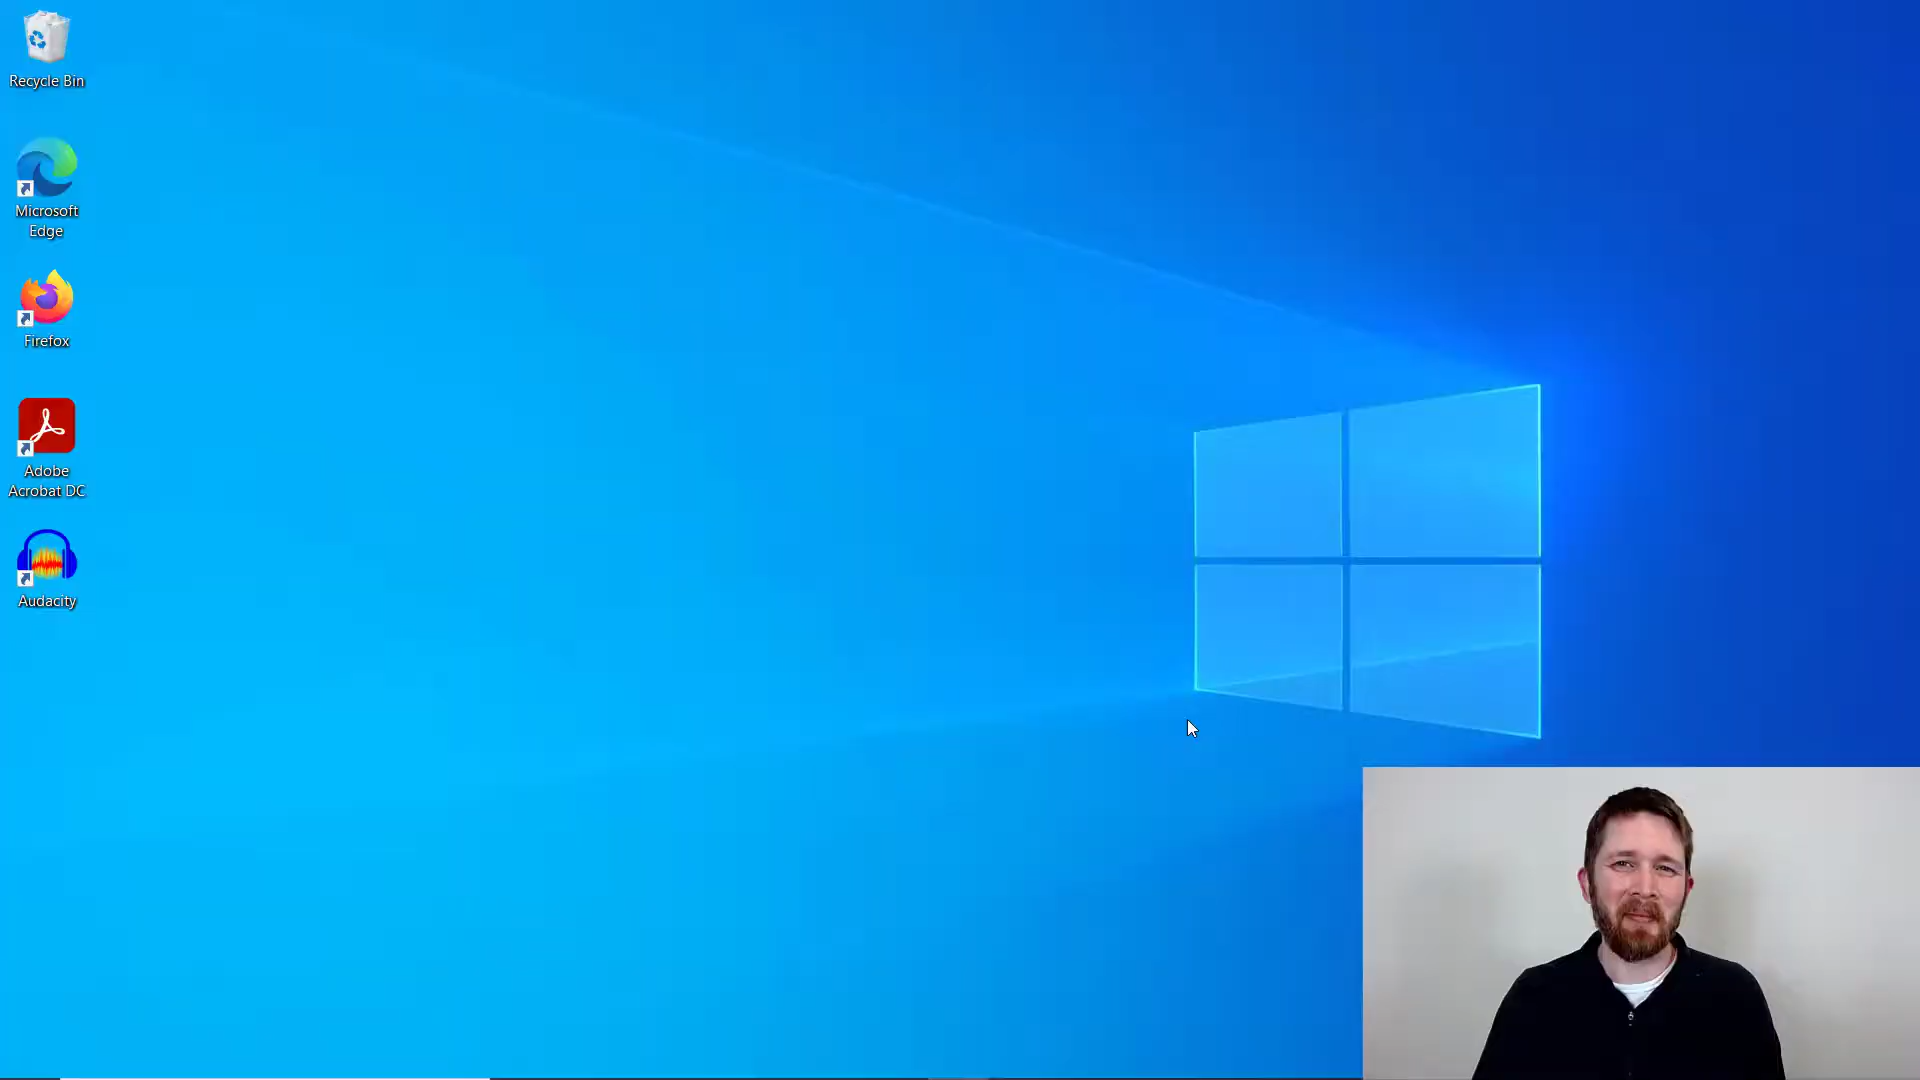 Recycle Bin
Microsoft
Edge
Firefox
Adobe
Acrobat DC
Audacity